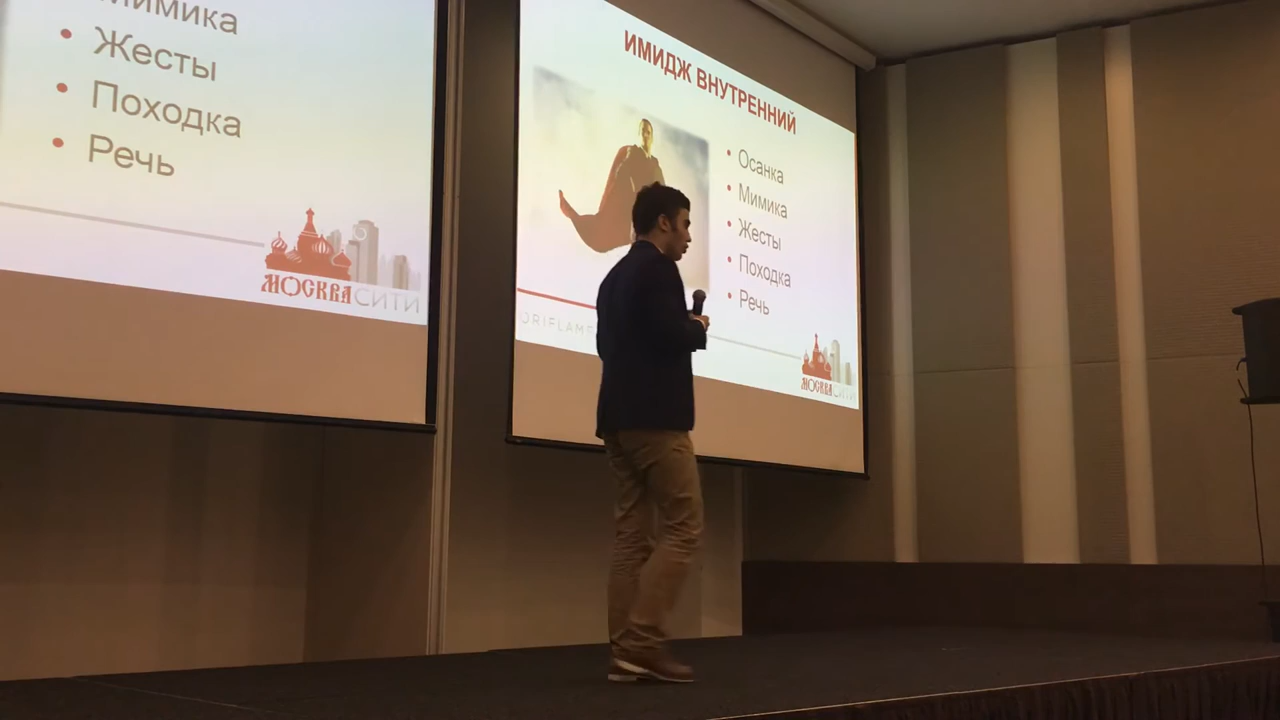 Мимика
• Жесты
• Походка
• Речь
МОСКВА СИТИ
ИМИДЖ ВНУТРЕННИЙ
• Осанка
• Мимика
• Жесты
• Походка
• Речь
ORIFLAME
МОСКВА СИТИ